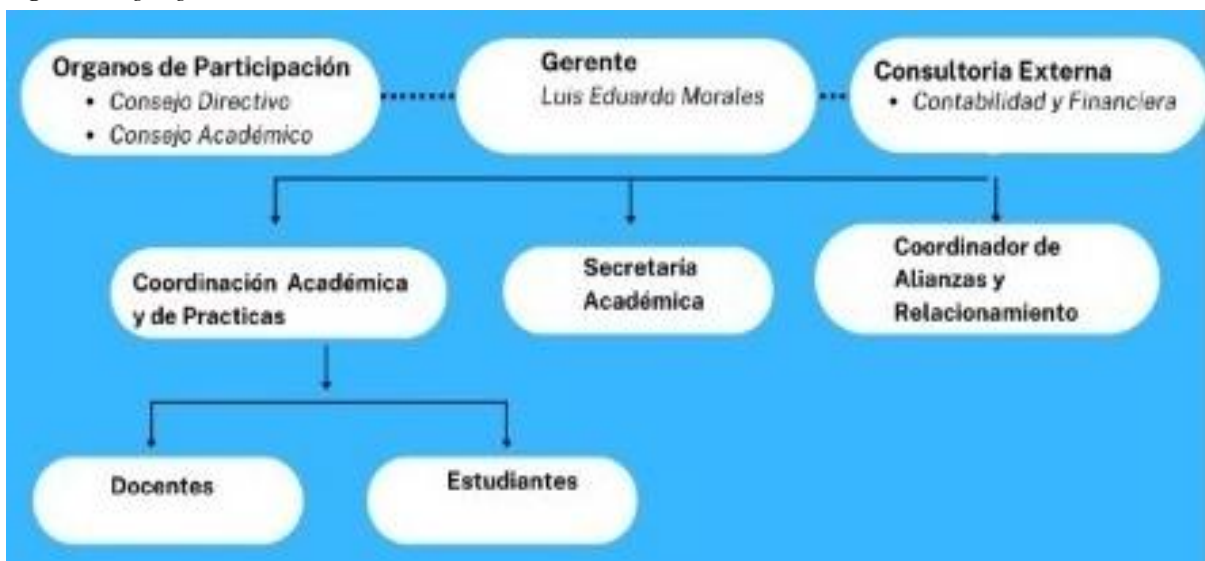 Organos de Participación
• Consejo Directivo
• Consejo Académico
Gerente
Luis Eduardo Morales
Consultoria Externa
• Contabilidad y Financiera
Coordinación Académica
y de Practicas
Secretaría
Académica
Coordinador de
Alianzas y
Relacionamiento
Docentes
Estudiantes